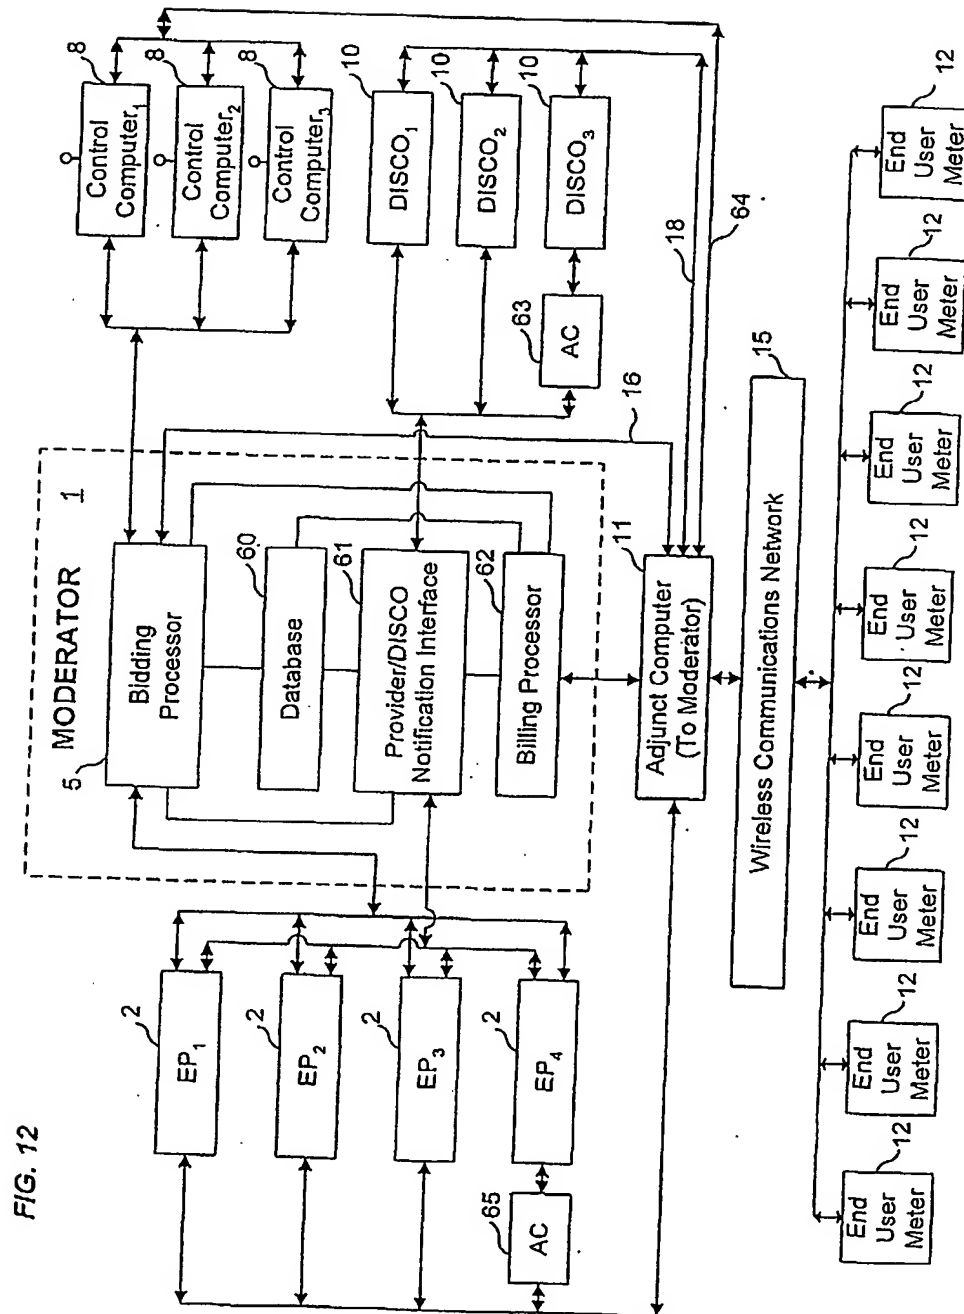 FIG. 12
2
EP1
2
EP2
2
EP3
2
EP4
65
AC
MODERATOR
1
5
Bidding
Processor
60
Database
61
Provider/DISCO
Notification Interface
62
Billing Processor
8
Control
Computer1
8
Control
Computer2
8
Control
Computer3
10
DISCO1
10
DISCO2
10
DISCO3
63
AC
16
18
64
11
Adjunct Computer
(To Moderator)
15
Wireless Communications Network
12
End
User
Meter
12
End
User
Meter
12
End
User
Meter
12
End
User
Meter
12
End
User
Meter
12
End
User
Meter
12
End
User
Meter
12
End
User
Meter